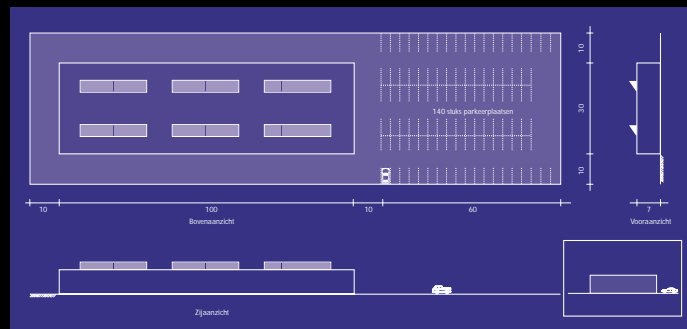 10
140 stuks parkeerplaatsen
30
10
10 100 10 60 7
Bovenaanzicht Vooraanzicht
Zijaanzicht